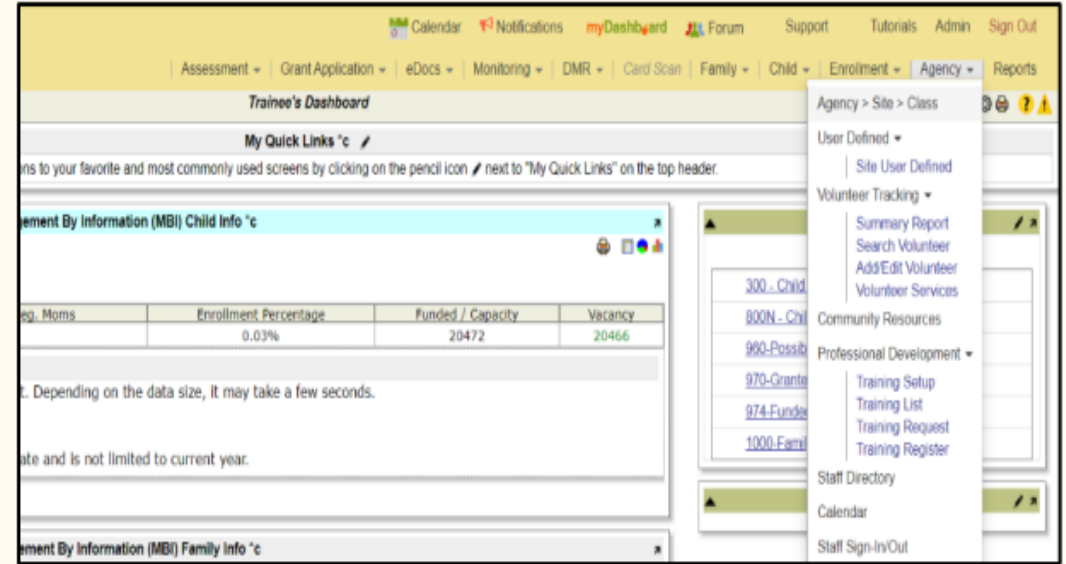 Calendar Notifications myDashboard Forum Support Tutorials Admin Sign Out
Assessment Grant Application eDocs Monitoring DMR Card Scan Family Child Enrollment Agency Reports
Trainee's Dashboard
My Quick Links °c
ns to your favorite and most commonly used screens by clicking on the pencil icon next to "My Quick Links" on the top header.
ement By Information (MBI) Child Info °c
eg. Moms Enrollment Percentage Funded / Capacity Vacancy
0.03% 20472 20466
t. Depending on the data size, it may take a few seconds.
ate and is not limited to current year.
ement By Information (MBI) Family Info °c
300 - Child
800N - Chil
960-Possib
970-Grante
974-Funde
1000-Famil
Agency > Site > Class
User Defined
Site User Defined
Volunteer Tracking
Summary Report
Search Volunteer
Add/Edit Volunteer
Volunteer Services
Community Resources
Professional Development
Training Setup
Training List
Training Request
Training Register
Staff Directory
Calendar
Staff Sign-In/Out